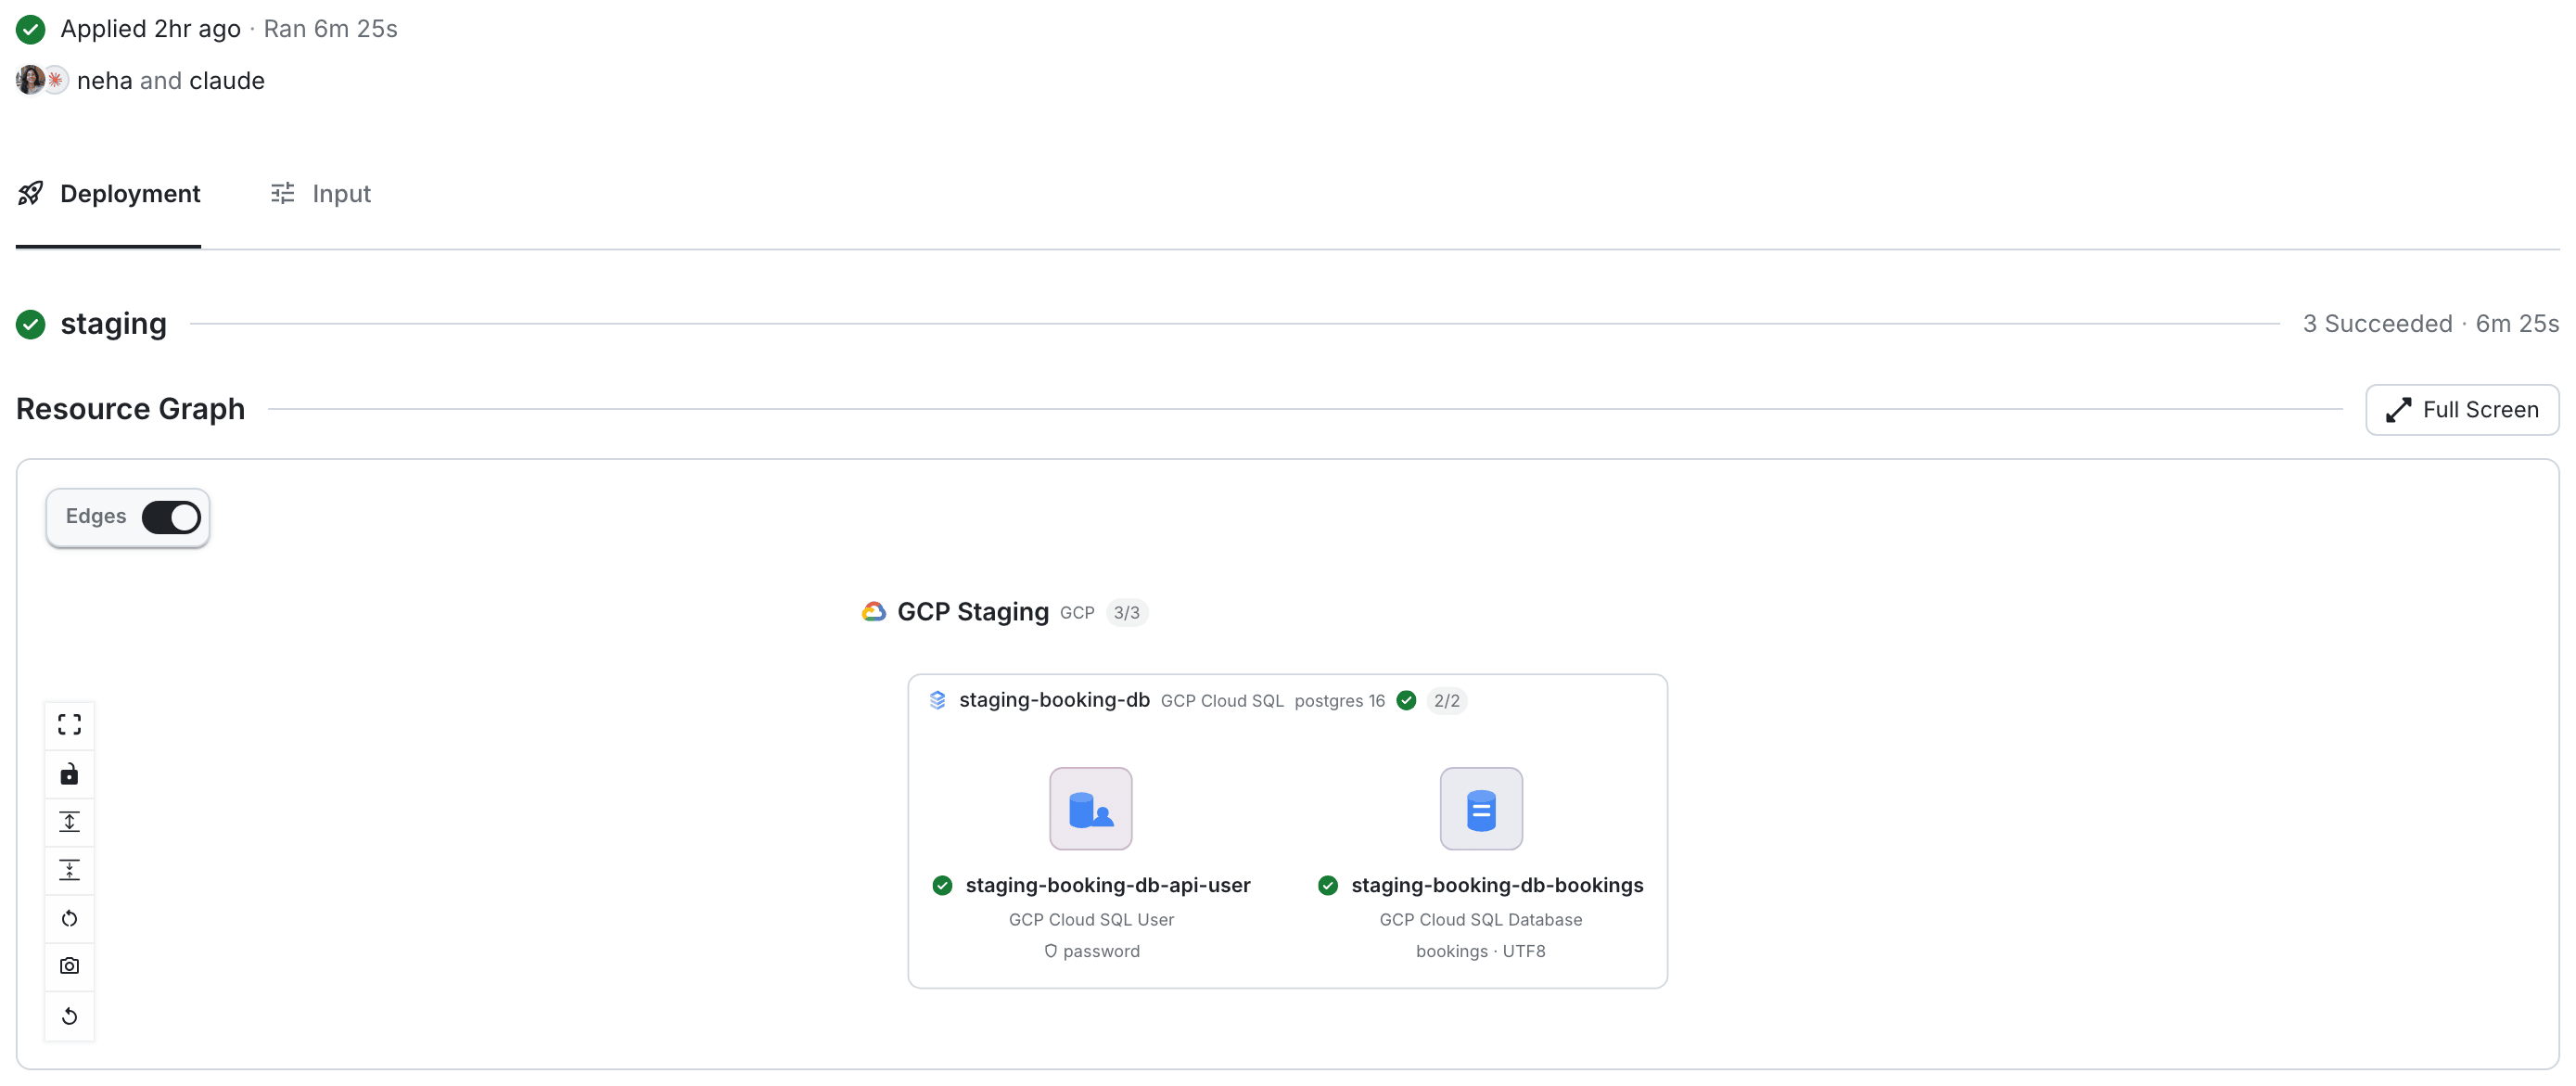 Applied 2hr ago · Ran 6m 25s
neha and claude
Deployment Input
staging 3 Succeeded · 6m 25s
Resource Graph Full Screen
Edges
GCP Staging GCP 3/3
staging-booking-db GCP Cloud SQL postgres 16 2/2
staging-booking-db-api-user staging-booking-db-bookings
GCP Cloud SQL User GCP Cloud SQL Database
password bookings · UTF8